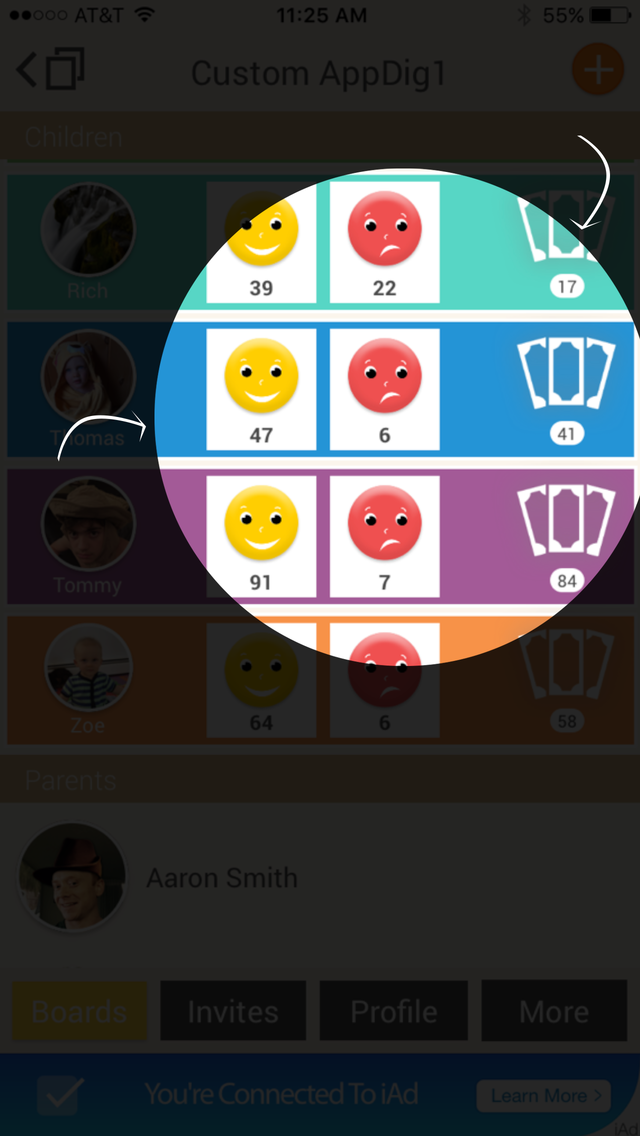 AT&T 11:25 AM 55%
Custom AppDig1
Children
39 22 17
Rich
47 6 41
Thomas
91 7 84
Tommy
64 6 58
Zoe
Parents
Aaron Smith
Boards Invites Profile More
You're Connected To iAd Learn More >
iAd